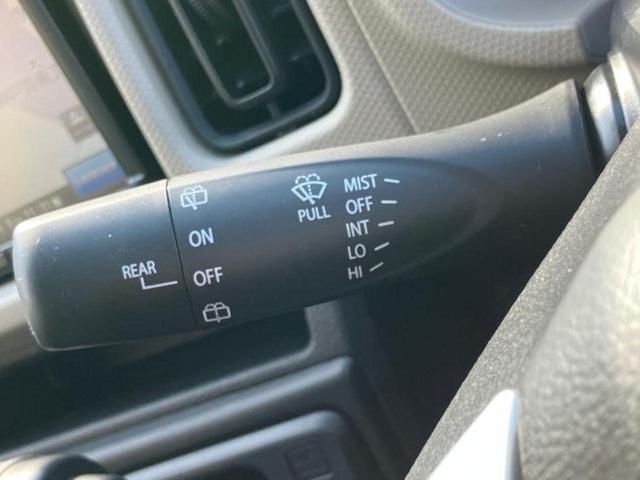 MIST
OFF
INT
LO
HI
PULL
ON
OFF
REAR